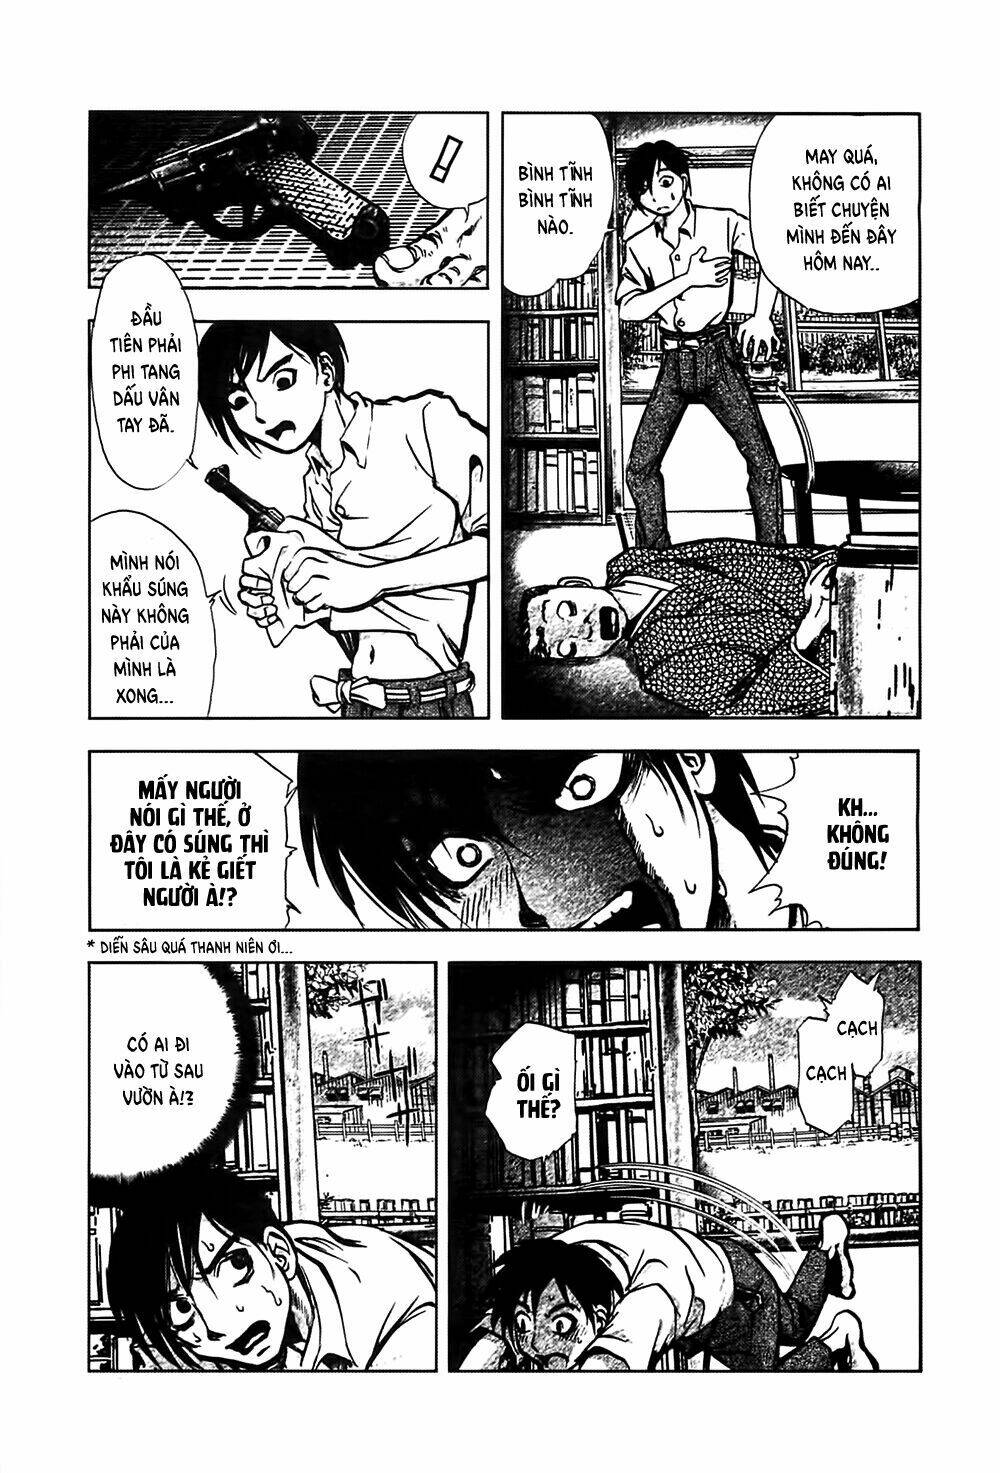 MAY QUÁ,
KHÔNG CÓ AI
BIẾT CHUYỆN
MÌNH ĐẾN ĐÂY
HÔM NAY..
BÌNH TĨNH
BÌNH TĨNH
NÀO.
!
ĐẦU
TIÊN PHẢI
PHI TANG
DẤU VÂN
TAY ĐÃ.
MÌNH NÓI
KHẨU SÚNG
NÀY KHÔNG
PHẢI CỦA
MÌNH LÀ
XONG...
KH...
KHÔNG
ĐÚNG!
MẤY NGƯỜI
NÓI GÌ THẾ, Ở
ĐÂY CÓ SÚNG THÌ
TÔI LÀ KẺ GIẾT
NGƯỜI À!?
* DIỄN SÂU QUÁ THANH NIÊN ƠI...
CẠCH
CẠCH
ỐI GÌ
THẾ?
CÓ AI ĐI
VÀO TỪ SAU
VƯỜN À!?